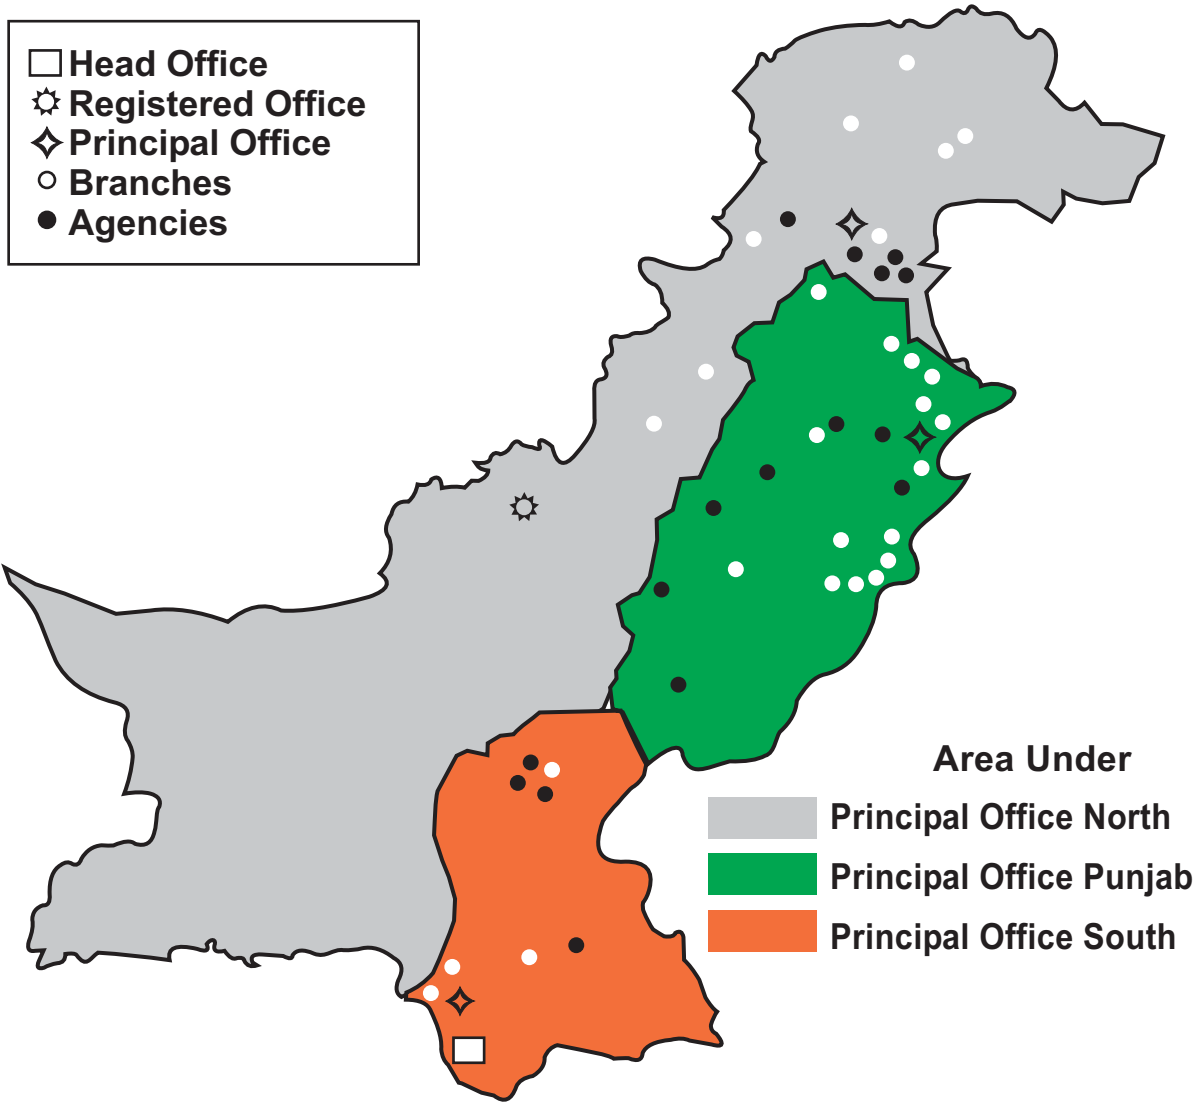 Head Office
Registered Office
Principal Office
Branches
Agencies
Area Under
Principal Office North
Principal Office Punjab
Principal Office South